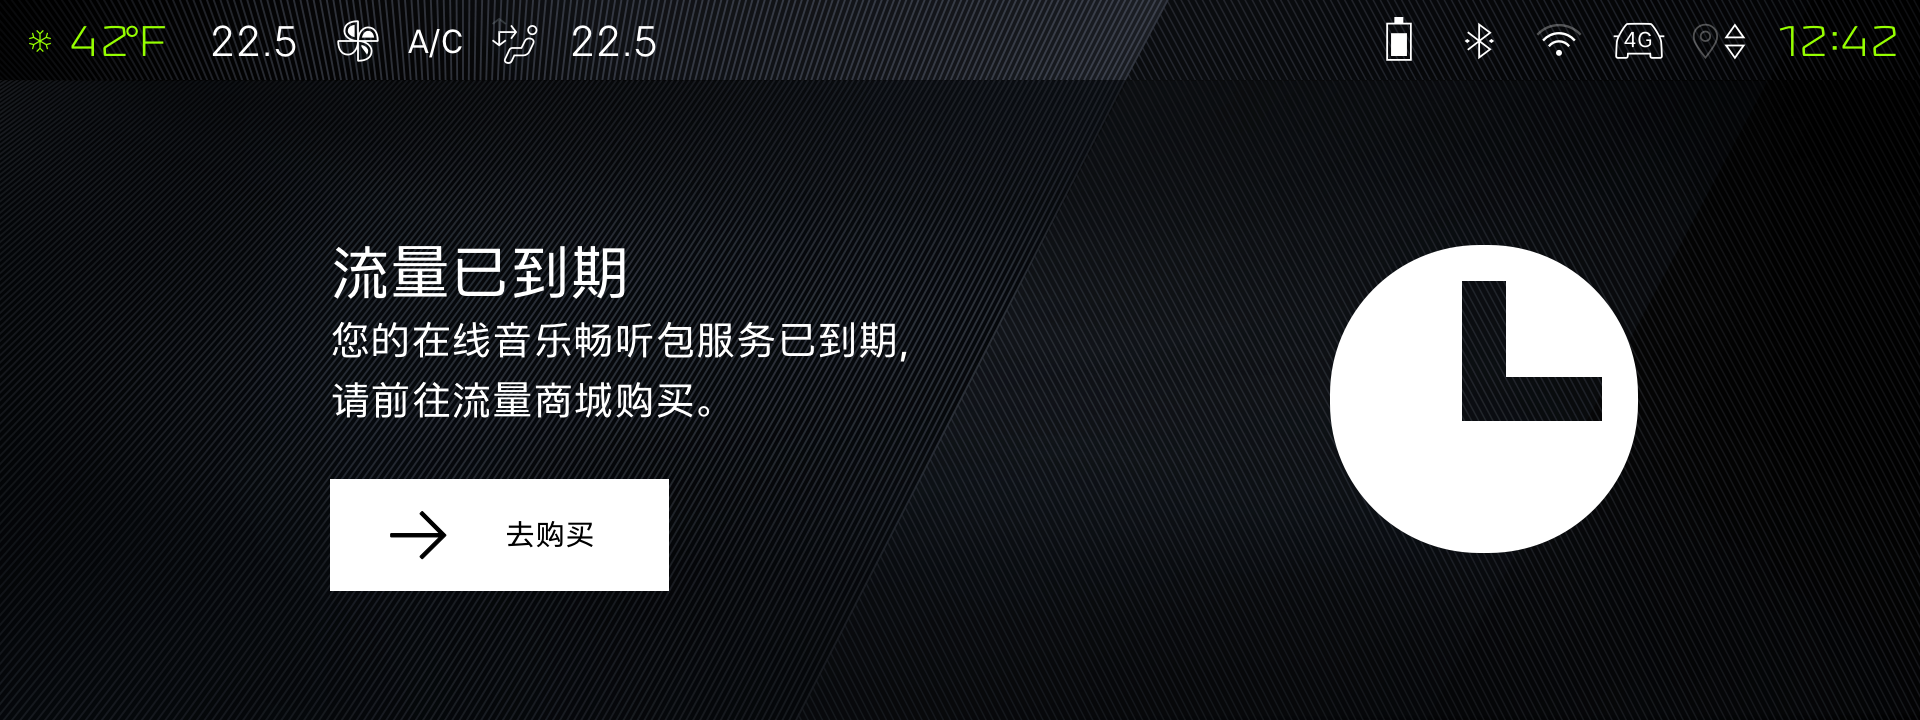 42°F 22.5 A/C 22.5 4G 12:42
流量已到期
您的在线音乐畅听包服务已到期,
请前往流量商城购买。
去购买